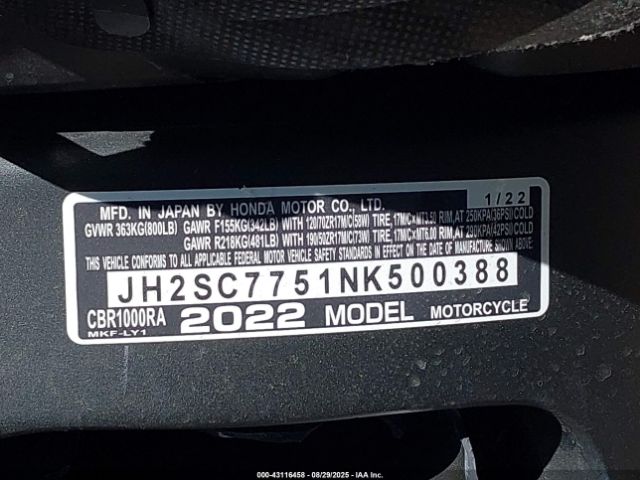 MFD. IN JAPAN BY HONDA MOTOR CO., LTD. 1/22
GVWR 363KG(800LB) GAWR F155KG(342LB) WITH 120/70ZR17M/C(58W) TIRE, 17M/C×MT3.50 RIM, AT 250KPA(36PSI) COLD
GAWR R218KG(481LB) WITH 190/50ZR17M/C(73W) TIRE, 17M/C×MT6.00 RIM, AT 290KPA(42PSI) COLD
THIS VEHICLE CONFORMS TO ALL APPLICABLE FEDERAL MOTOR VEHICLE SAFETY STANDARDS IN EFFECT ON THE DATE OF MANUFACTURE SHOWN ABOVE.
JH2SC7751NK500388
CBR1000RA 2022 MODEL MOTORCYCLE
MKF-LY1
000-43116458 - 08/29/2025 - IAA Inc.